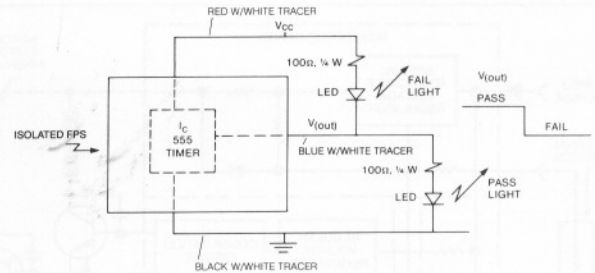 RED W/WHITE TRACER
VCC
100Ω, ¼ W
LED
FAIL
LIGHT
V(out)
PASS
FAIL
ISOLATED FPS
IC
555
TIMER
V(out)
BLUE W/WHITE TRACER
100Ω, ¼ W
LED
PASS
LIGHT
BLACK W/WHITE TRACER